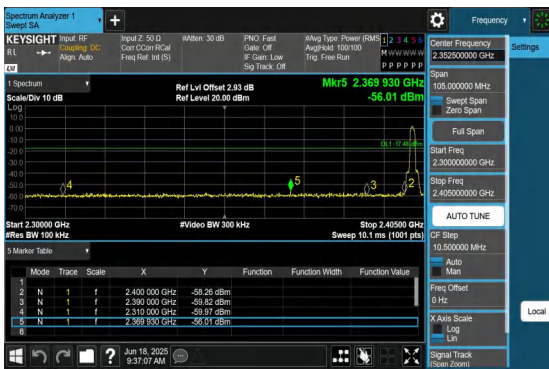 Spectrum Analyzer 1
Swept SA
Frequency
KEYSIGHT
Input: RF
Input Z: 50 Ω
#Atten: 30 dB
PNO: Fast
#Avg Type: Power (RMS
1 2 3 4 5 6
RL
Coupling: DC
Corr CCorr RCal
Gate: Off
Avg|Hold: 100/100
M W W W W W
Align: Auto
Freq Ref: Int (S)
IF Gain: Low
Trig: Free Run
Sig Track: Off
P P P P P P
LXI
1 Spectrum
Ref Lvl Offset 2.93 dB
Mkr5 2.369 930 GHz
Scale/Div 10 dB
Ref Level 20.00 dBm
-56.01 dBm
Log
10.0
0.00
-10.0
DL1 -17.46 dBm
-20.0
-30.0
-40.0
-50.0
-60.0
-70.0
4
5
3
2
Start 2.30000 GHz
#Video BW 300 kHz
Stop 2.40500 GHz
#Res BW 100 kHz
Sweep 10.1 ms (1001 pts)
5 Marker Table
Mode Trace Scale X Y Function Function Width Function Value
1
2 N 1 f 2.400 000 GHz -58.26 dBm
3 N 1 f 2.390 000 GHz -59.82 dBm
4 N 1 f 2.310 000 GHz -59.97 dBm
5 N 1 f 2.369 930 GHz -56.01 dBm
6
Jun 18, 2025
9:37:07 AM
Center Frequency
2.352500000 GHz
Settings
Span
105.000000 MHz
Swept Span
Zero Span
Full Span
Start Freq
2.300000000 GHz
Stop Freq
2.405000000 GHz
AUTO TUNE
CF Step
10.500000 MHz
Auto
Man
Freq Offset
0 Hz
X Axis Scale
Log
Lin
Local
Signal Track
(Span Zoom)